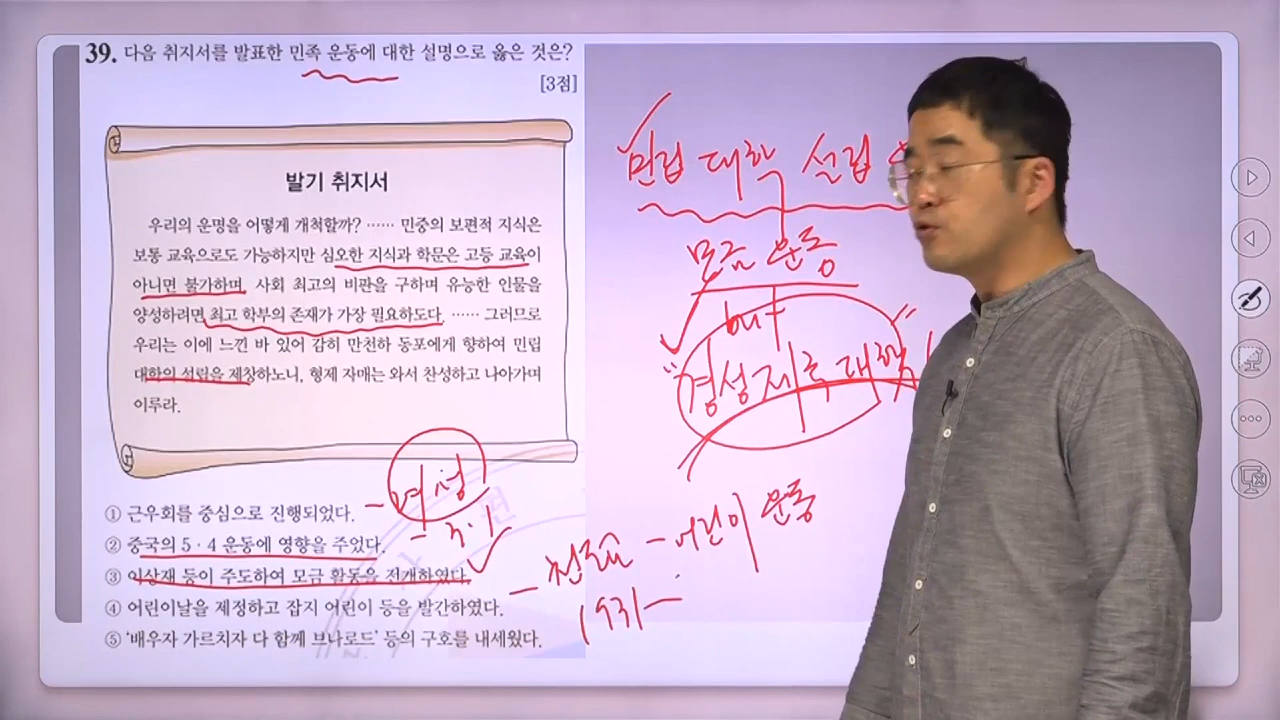 39. 다음 취지서를 발표한 민족 운동에 대한 설명으로 옳은 것은?
[3점]
발기 취지서
우리의 운명을 어떻게 개척할까? …… 민중의 보편적 지식은
보통 교육으로도 가능하지만 심오한 지식과 학문은 고등 교육이
아니면 불가하며, 사회 최고의 비판을 구하며 유능한 인물을
양성하려면 최고 학부의 존재가 가장 필요하도다. …… 그러므로
우리는 이에 느낀 바 있어 감히 만천하 동포에게 향하여 민립
대학의 설립을 제창하노니, 형제 자매는 와서 찬성하고 나아가며
이루라.
① 근우회를 중심으로 진행되었다.
② 중국의 5·4 운동에 영향을 주었다.
③ 이상재 등이 주도하여 모금 활동을 전개하였다.
④ 어린이날을 제정하고 잡지 어린이 등을 발간하였다.
⑤ '배우자 가르치자 다 함께 브나로드' 등의 구호를 내세웠다.
민립 대학 설립
모금 운동
but
"경성제국대학"
- 여성
- 3·1
- 천도교 - 어린이 운동
1931-